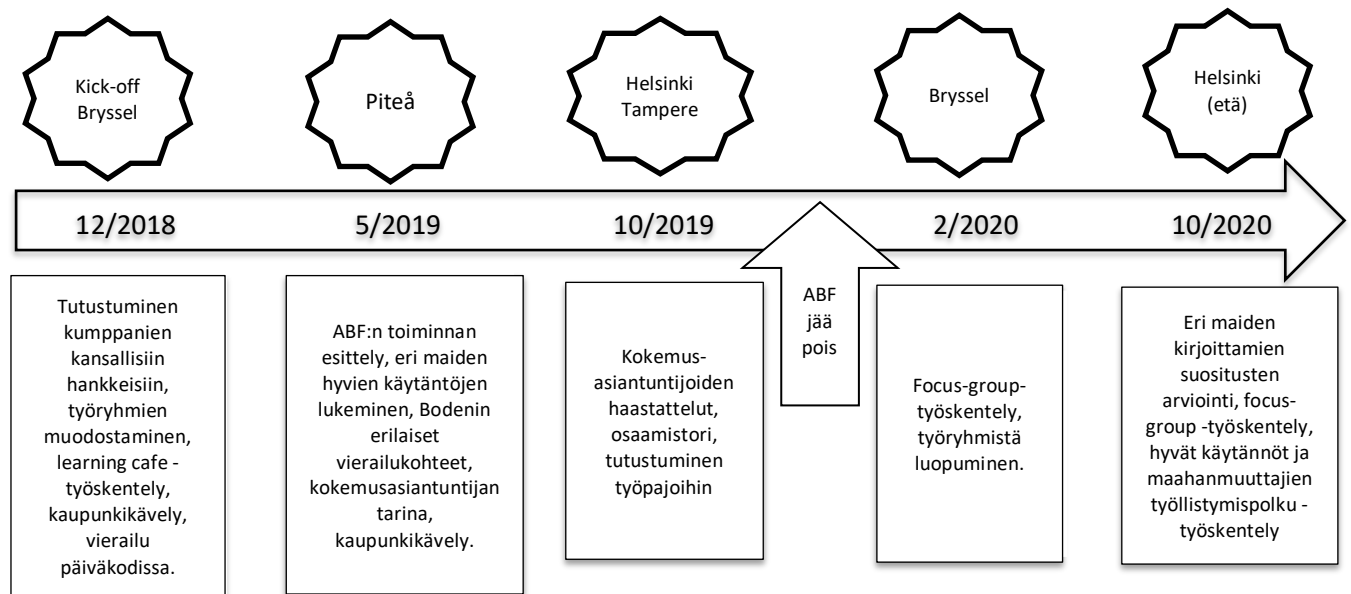 Kick-off
Bryssel
Piteå
Helsinki
Tampere
Bryssel
Helsinki
(etä)
12/2018
5/2019
10/2019
2/2020
10/2020
Tutustuminen
kumppanien
kansallisiin
hankkeisiin,
työryhmien
muodostaminen,
learning cafe -
työskentely,
kaupunkikävely,
vierailu
päiväkodissa.
ABF:n toiminnan
esittely, eri maiden
hyvien käytäntöjen
lukeminen, Bodenin
erilaiset
vierailukohteet,
kokemusasiantuntijan
tarina,
kaupunkikävely.
Kokemus-
asiantuntijoiden
haastattelut,
osaamistori,
tutustuminen
työpajoihin
ABF
jää
pois
Focus-group-
työskentely,
työryhmistä
luopuminen.
Eri maiden
kirjoittamien
suositusten
arviointi, focus-
group -työskentely,
hyvät käytännöt ja
maahanmuuttajien
työllistymispolku -
työskentely